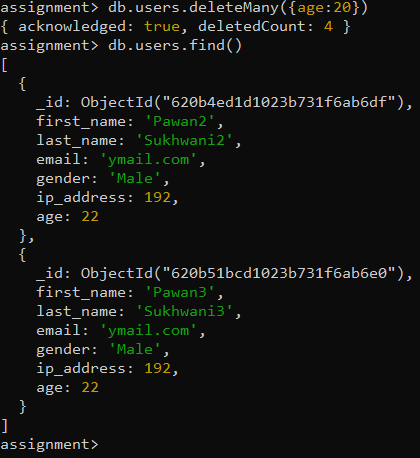 assignment> db.users.deleteMany({age:20})
{ acknowledged: true, deletedCount: 4 }
assignment> db.users.find()
[
  {
    _id: ObjectId("620b4ed1d1023b731f6ab6df"),
    first_name: 'Pawan2',
    last_name: 'Sukhwani2',
    email: 'ymail.com',
    gender: 'Male',
    ip_address: 192,
    age: 22
  },
  {
    _id: ObjectId("620b51bcd1023b731f6ab6e0"),
    first_name: 'Pawan3',
    last_name: 'Sukhwani3',
    email: 'ymail.com',
    gender: 'Male',
    ip_address: 192,
    age: 22
  }
]
assignment>